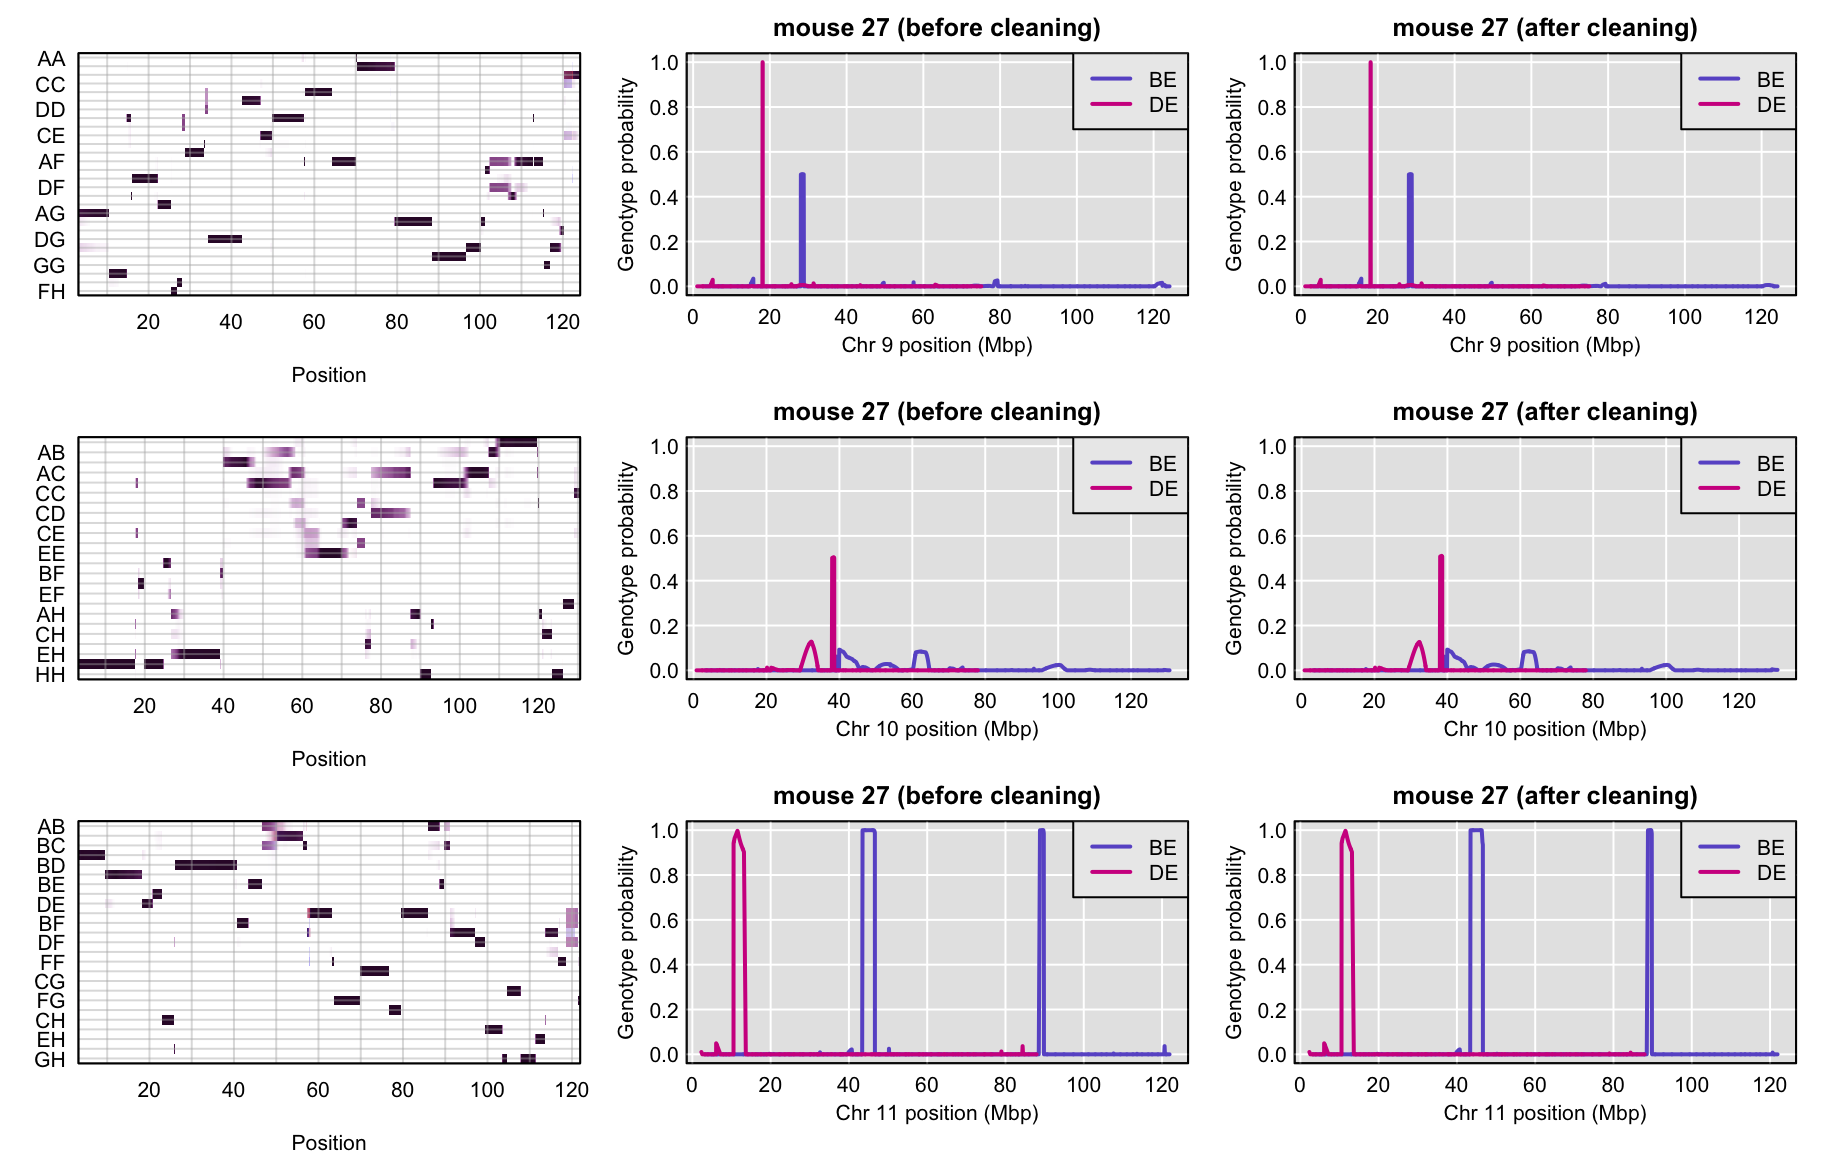 AA
CC
DD
CE
AF
DF
AG
DG
GG
FH
20 40 60 80 100 120
Position
mouse 27 (before cleaning)
Genotype probability
1.0
0.8
0.6
0.4
0.2
0.0
BE
DE
0 20 40 60 80 100 120
Chr 9 position (Mbp)
mouse 27 (after cleaning)
Genotype probability
1.0
0.8
0.6
0.4
0.2
0.0
BE
DE
0 20 40 60 80 100 120
Chr 9 position (Mbp)
AB
AC
CC
CD
CE
EE
BF
EF
AH
CH
EH
HH
20 40 60 80 100 120
Position
mouse 27 (before cleaning)
Genotype probability
1.0
0.8
0.6
0.4
0.2
0.0
BE
DE
0 20 40 60 80 100 120
Chr 10 position (Mbp)
mouse 27 (after cleaning)
Genotype probability
1.0
0.8
0.6
0.4
0.2
0.0
BE
DE
0 20 40 60 80 100 120
Chr 10 position (Mbp)
AB
BC
BD
BE
DE
BF
DF
FF
CG
FG
CH
EH
GH
20 40 60 80 100 120
Position
mouse 27 (before cleaning)
Genotype probability
1.0
0.8
0.6
0.4
0.2
0.0
BE
DE
0 20 40 60 80 100 120
Chr 11 position (Mbp)
mouse 27 (after cleaning)
Genotype probability
1.0
0.8
0.6
0.4
0.2
0.0
BE
DE
0 20 40 60 80 100 120
Chr 11 position (Mbp)